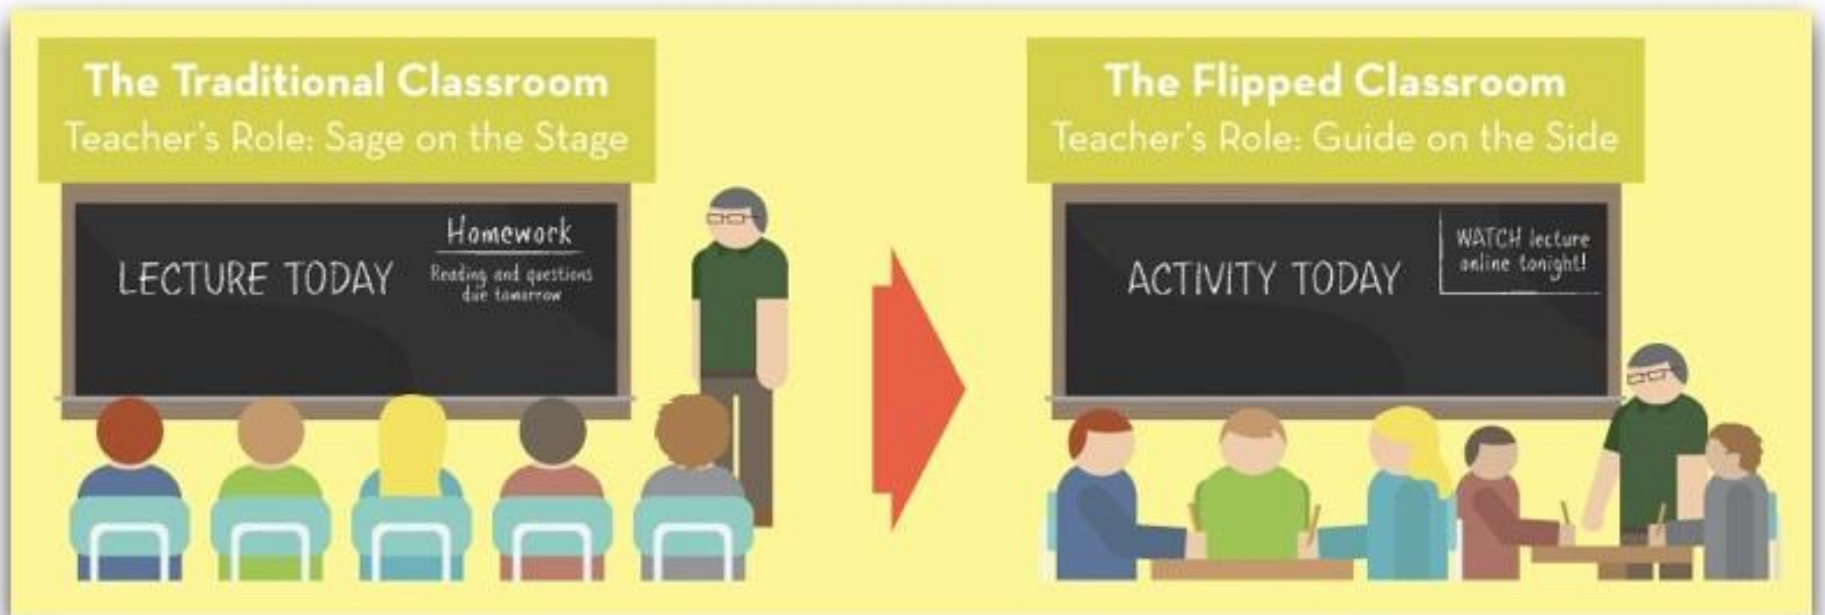 The Traditional Classroom
Teacher's Role: Sage on the Stage
LECTURE TODAY
Homework
Reading and questions
due tomorrow
The Flipped Classroom
Teacher's Role: Guide on the Side
ACTIVITY TODAY
WATCH lecture
online tonight!